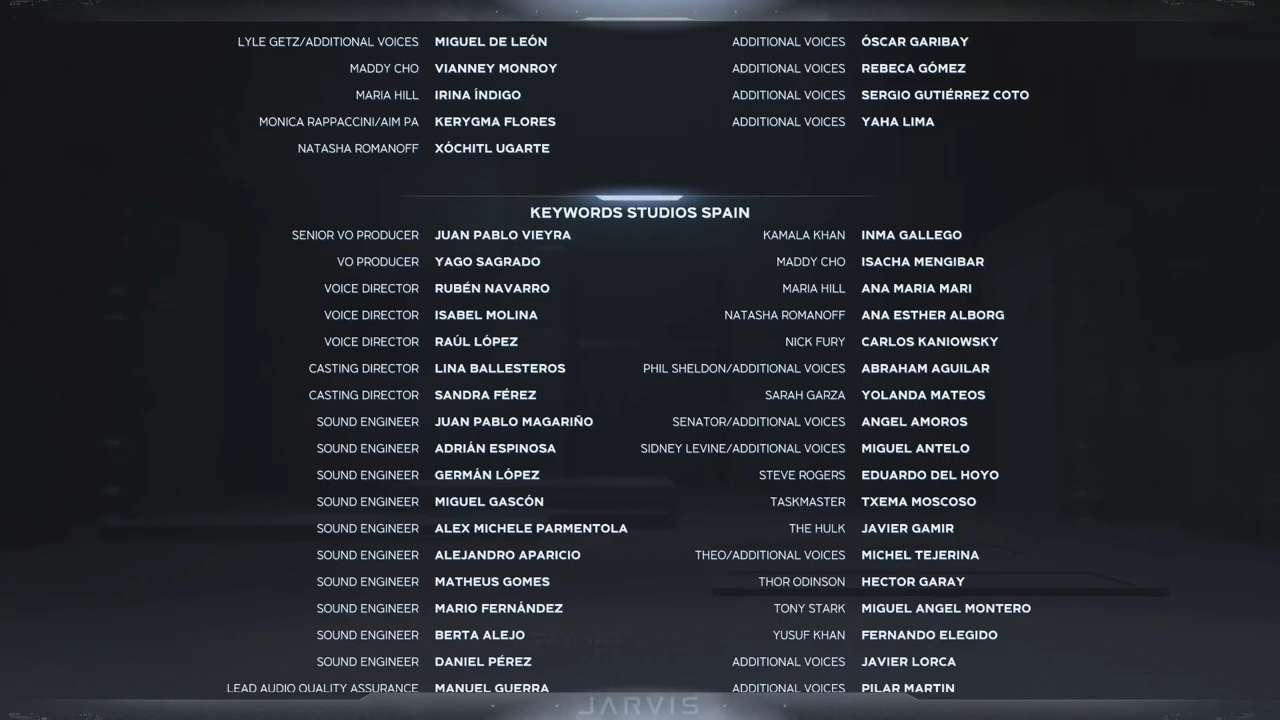 LYLE GETZ/ADDITIONAL VOICES MIGUEL DE LEÓN
MADDY CHO VIANNEY MONROY
MARIA HILL IRINA ÍNDIGO
MONICA RAPPACCINI/AIM PA KERYGMA FLORES
NATASHA ROMANOFF XÓCHITL UGARTE
ADDITIONAL VOICES ÓSCAR GARIBAY
ADDITIONAL VOICES REBECA GÓMEZ
ADDITIONAL VOICES SERGIO GUTIÉRREZ COTO
ADDITIONAL VOICES YAHA LIMA
KEYWORDS STUDIOS SPAIN
SENIOR VO PRODUCER JUAN PABLO VIEYRA
VO PRODUCER YAGO SAGRADO
VOICE DIRECTOR RUBÉN NAVARRO
VOICE DIRECTOR ISABEL MOLINA
VOICE DIRECTOR RAÚL LÓPEZ
CASTING DIRECTOR LINA BALLESTEROS
CASTING DIRECTOR SANDRA FÉREZ
SOUND ENGINEER JUAN PABLO MAGARIÑO
SOUND ENGINEER ADRIÁN ESPINOSA
SOUND ENGINEER GERMÁN LÓPEZ
SOUND ENGINEER MIGUEL GASCÓN
SOUND ENGINEER ALEX MICHELE PARMENTOLA
SOUND ENGINEER ALEJANDRO APARICIO
SOUND ENGINEER MATHEUS GOMES
SOUND ENGINEER MARIO FERNÁNDEZ
SOUND ENGINEER BERTA ALEJO
SOUND ENGINEER DANIEL PÉREZ
LEAD AUDIO QUALITY ASSURANCE MANUEL GUERRA
KAMALA KHAN INMA GALLEGO
MADDY CHO ISACHA MENGIBAR
MARIA HILL ANA MARIA MARI
NATASHA ROMANOFF ANA ESTHER ALBORG
NICK FURY CARLOS KANIOWSKY
PHIL SHELDON/ADDITIONAL VOICES ABRAHAM AGUILAR
SARAH GARZA YOLANDA MATEOS
SENATOR/ADDITIONAL VOICES ANGEL AMOROS
SIDNEY LEVINE/ADDITIONAL VOICES MIGUEL ANTELO
STEVE ROGERS EDUARDO DEL HOYO
TASKMASTER TXEMA MOSCOSO
THE HULK JAVIER GAMIR
THEO/ADDITIONAL VOICES MICHEL TEJERINA
THOR ODINSON HECTOR GARAY
TONY STARK MIGUEL ANGEL MONTERO
YUSUF KHAN FERNANDO ELEGIDO
ADDITIONAL VOICES JAVIER LORCA
ADDITIONAL VOICES PILAR MARTIN
JARVIS